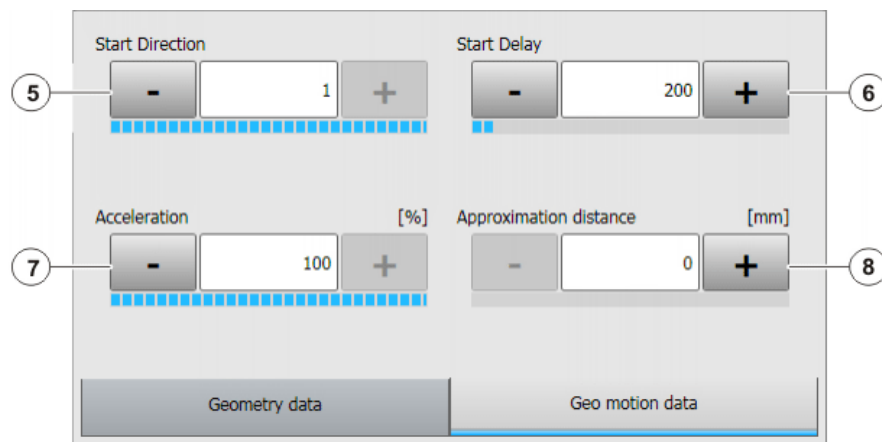 Start Direction
Start Delay
5
-
1
+
-
200
+
6
Acceleration [%]
Approximation distance [mm]
7
-
100
+
-
0
+
8
Geometry data
Geo motion data